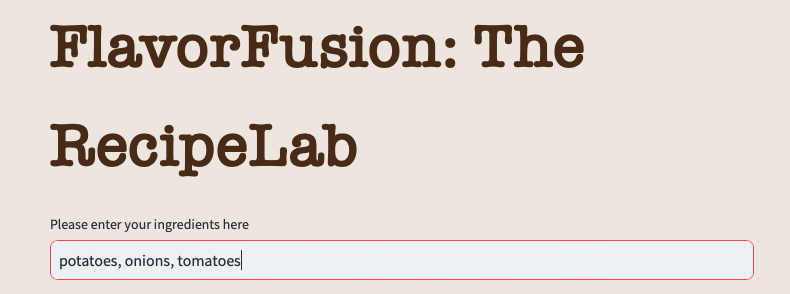 FlavorFusion: The
RecipeLab
Please enter your ingredients here
potatoes, onions, tomatoes